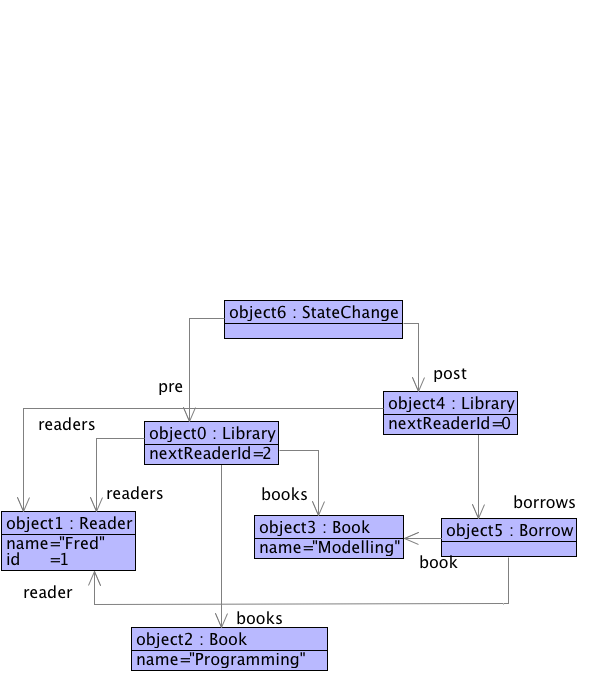 object6 : StateChange
post
pre
object4 : Library
nextReaderId=0
readers
object0 : Library
nextReaderId=2
readers
books
borrows
object1 : Reader
name="Fred"
id =1
object3 : Book
name="Modelling"
object5 : Borrow
book
reader
books
object2 : Book
name="Programming"